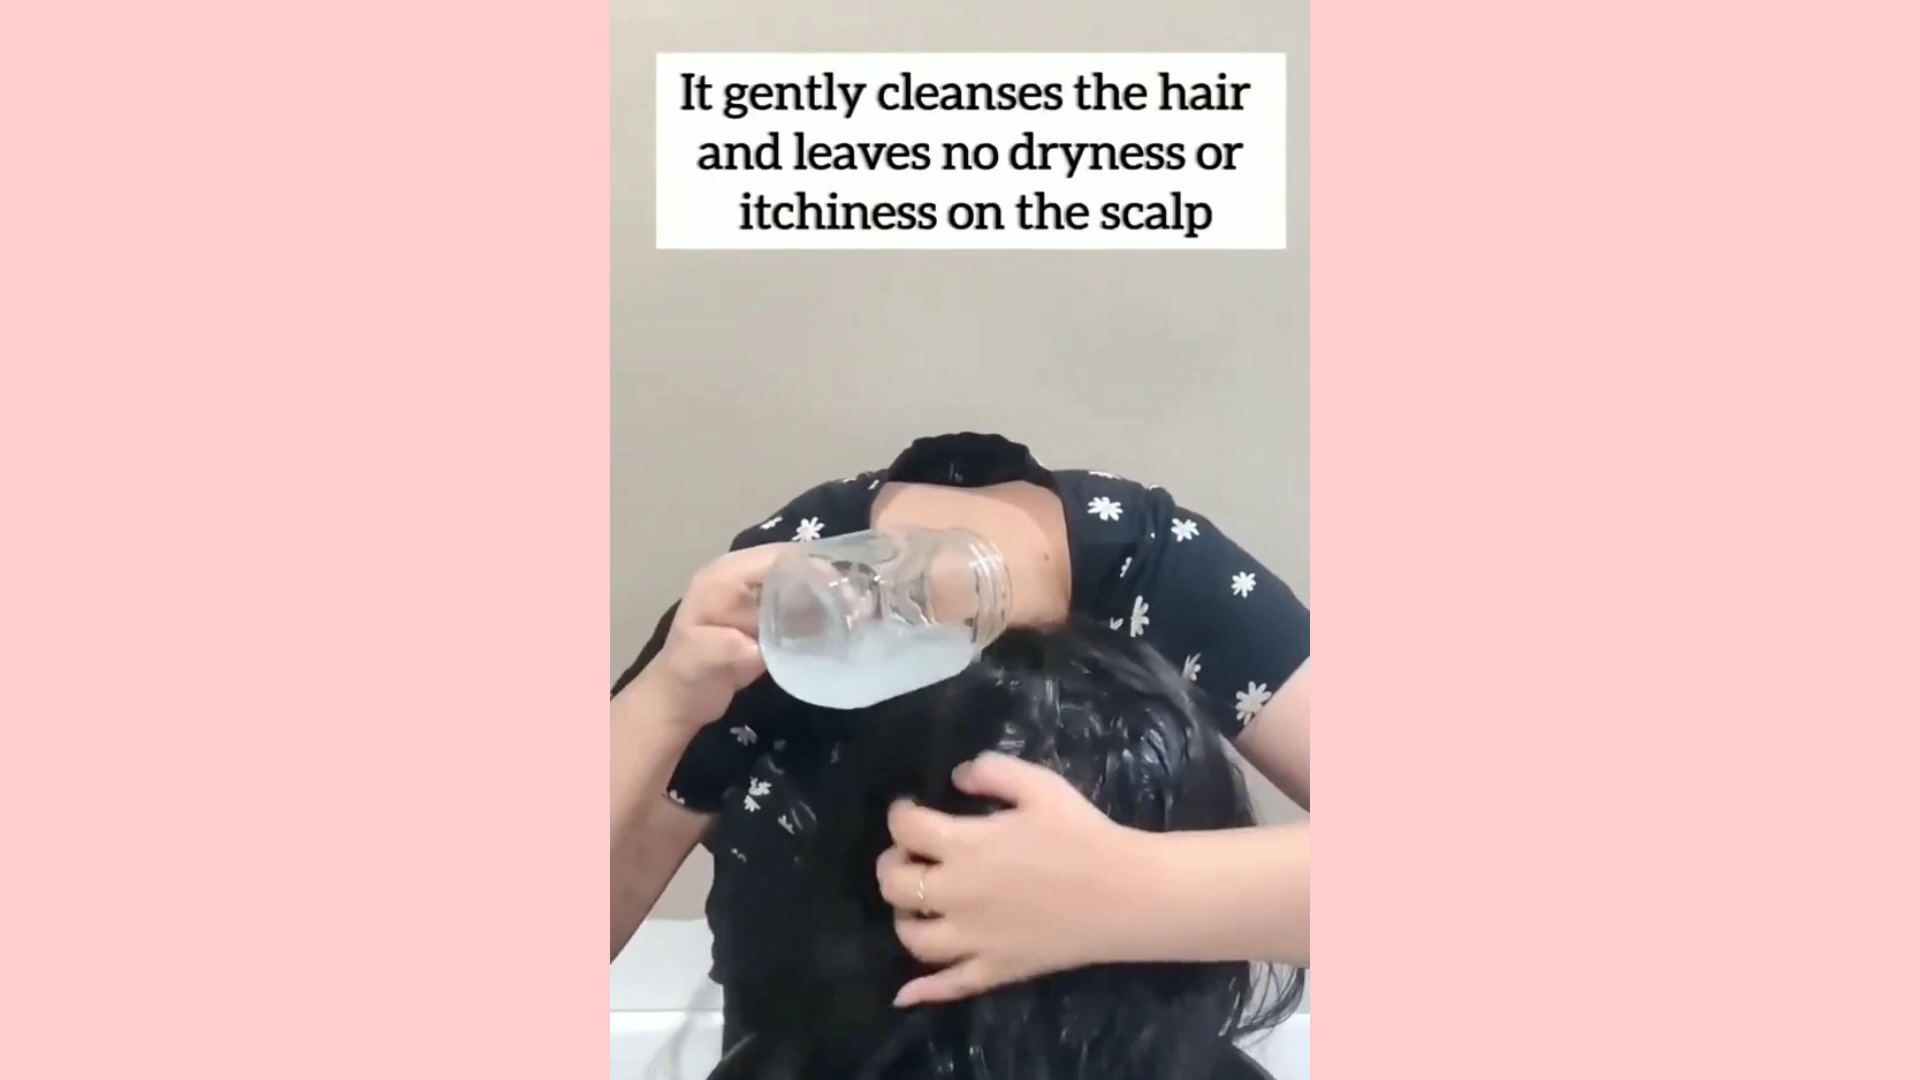 It gently cleanses the hair
and leaves no dryness or
itchiness on the scalp